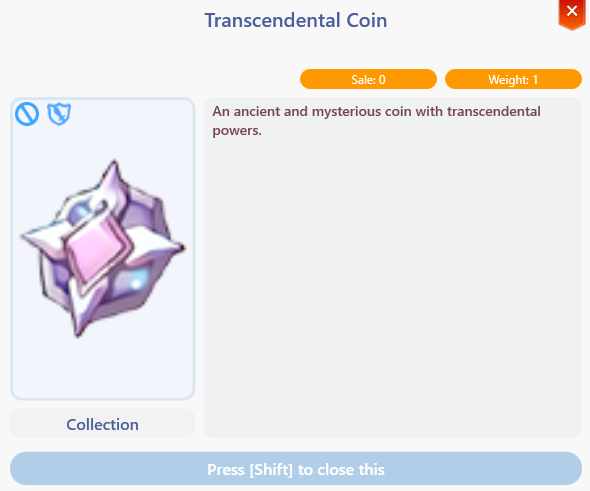 Transcendental Coin
Sale: 0
Weight: 1
An ancient and mysterious coin with transcendental
powers.
Collection
Press [Shift] to close this